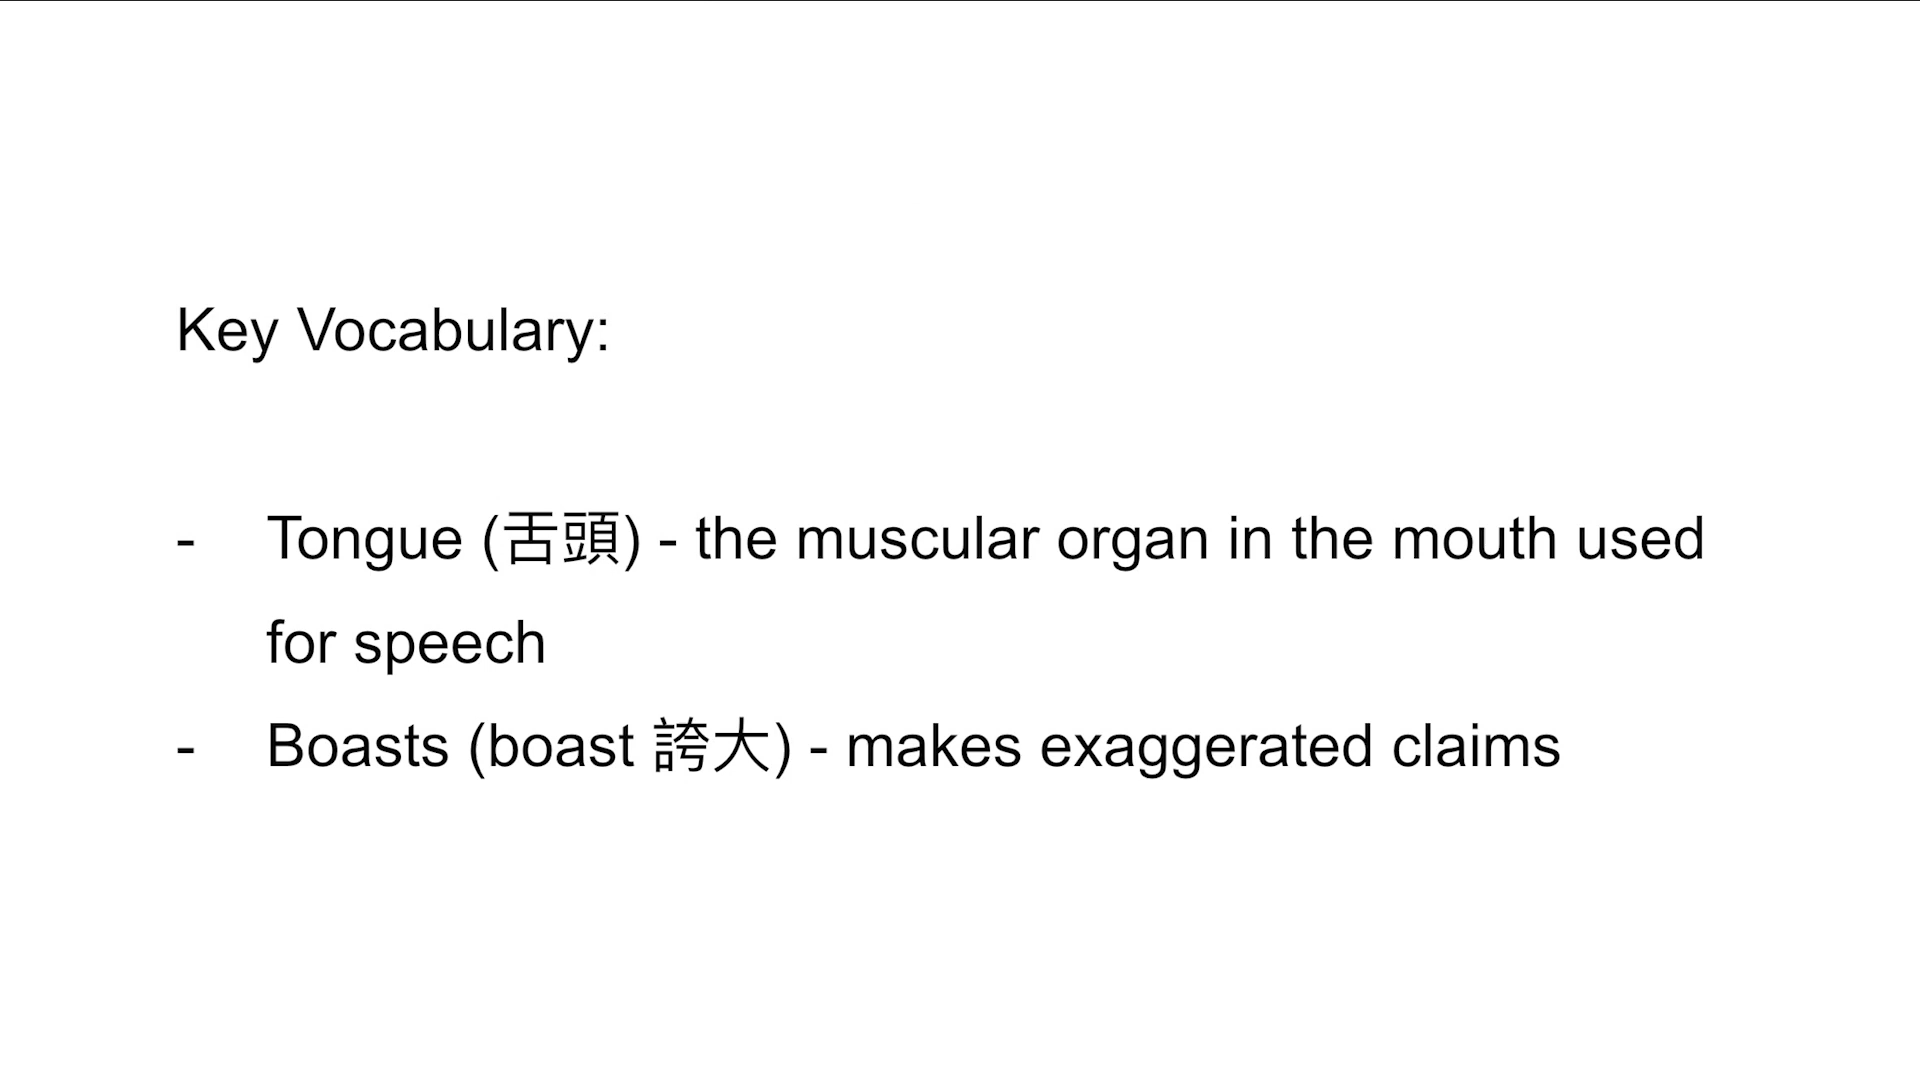 Key Vocabulary:
- Tongue (舌頭) - the muscular organ in the mouth used
for speech
- Boasts (boast 誇大) - makes exaggerated claims